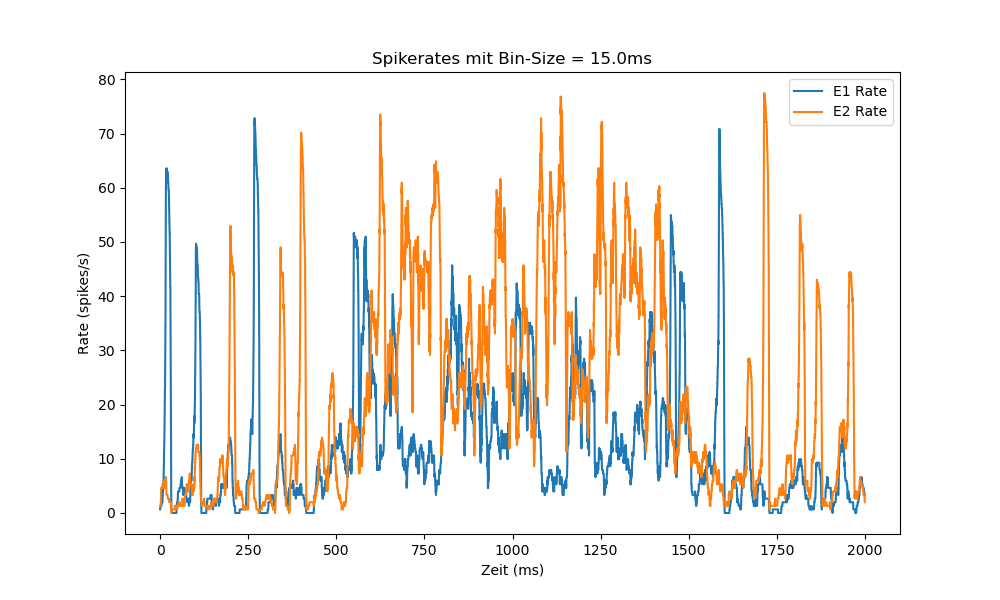 Spikerates mit Bin-Size = 15.0ms
E1 Rate
E2 Rate
80
70
60
50
40
30
20
10
0
Rate (spikes/s)
0 250 500 750 1000 1250 1500 1750 2000
Zeit (ms)